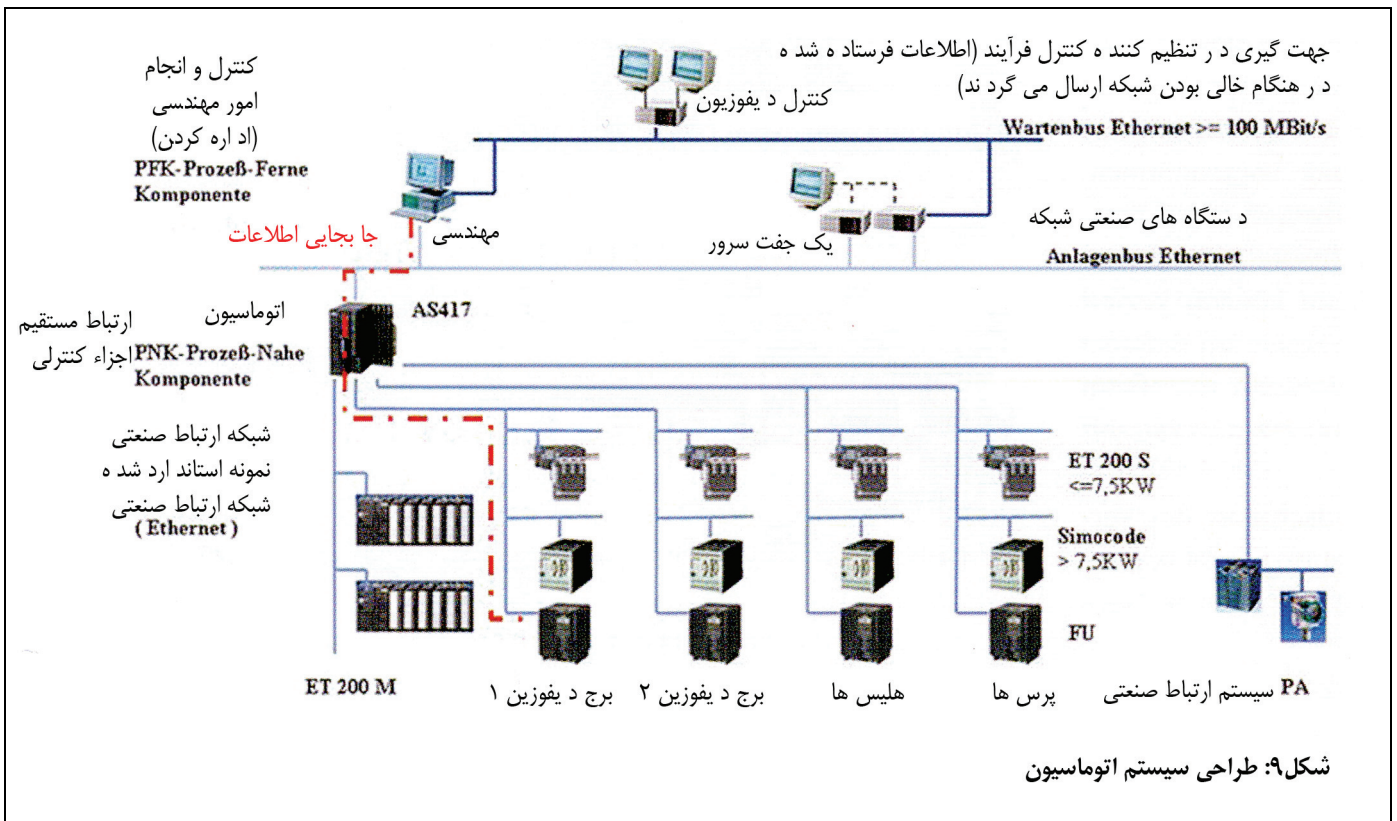 جهت گیری د ر تنظیم کنند ه کنترل فرآیند (اطلاعات فرستاد ه شد ه
د ر هنگام خالی بودن شبکه ارسال می گرد ند)
Wartenbus Ethernet >= 100 MBit/s
کنترل د یفوزیون
کنترل و انجام
امور مهندسی
(اد اره کردن)
PFK-Prozeß-Ferne
Komponente
جا بجایی اطلاعات
مهندسی
یک جفت سرور
د ستگاه های صنعتی شبکه
Anlagenbus Ethernet
اتوماسیون
AS417
ارتباط مستقیم
اجزاء کنترلی
PNK-Prozeß-Nahe
Komponente
شبکه ارتباط صنعتی
نمونه استاند ارد شد ه
شبکه ارتباط صنعتی
( Ethernet )
ET 200 S
<=7,5KW
Simocode
> 7,5KW
FU
ET 200 M
برج د یفوزین ۱
برج د یفوزین ۲
هلیس ها
پرس ها
سیستم ارتباط صنعتی PA
شکل۹: طراحی سیستم اتوماسیون